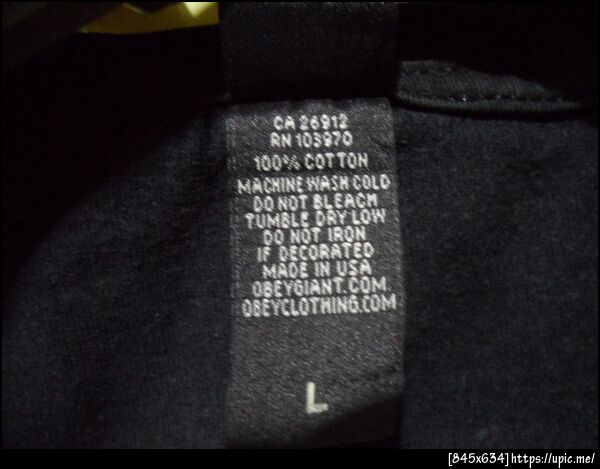 CA 26912
RN 103970
100% COTTON
MACHINE WASH COLD
DO NOT BLEACH
TUMBLE DRY LOW
DO NOT IRON
IF DECORATED
MADE IN USA
OBEYGIANT.COM
OBEYCLOTHING.COM
L
[845x634]https://upic.me/